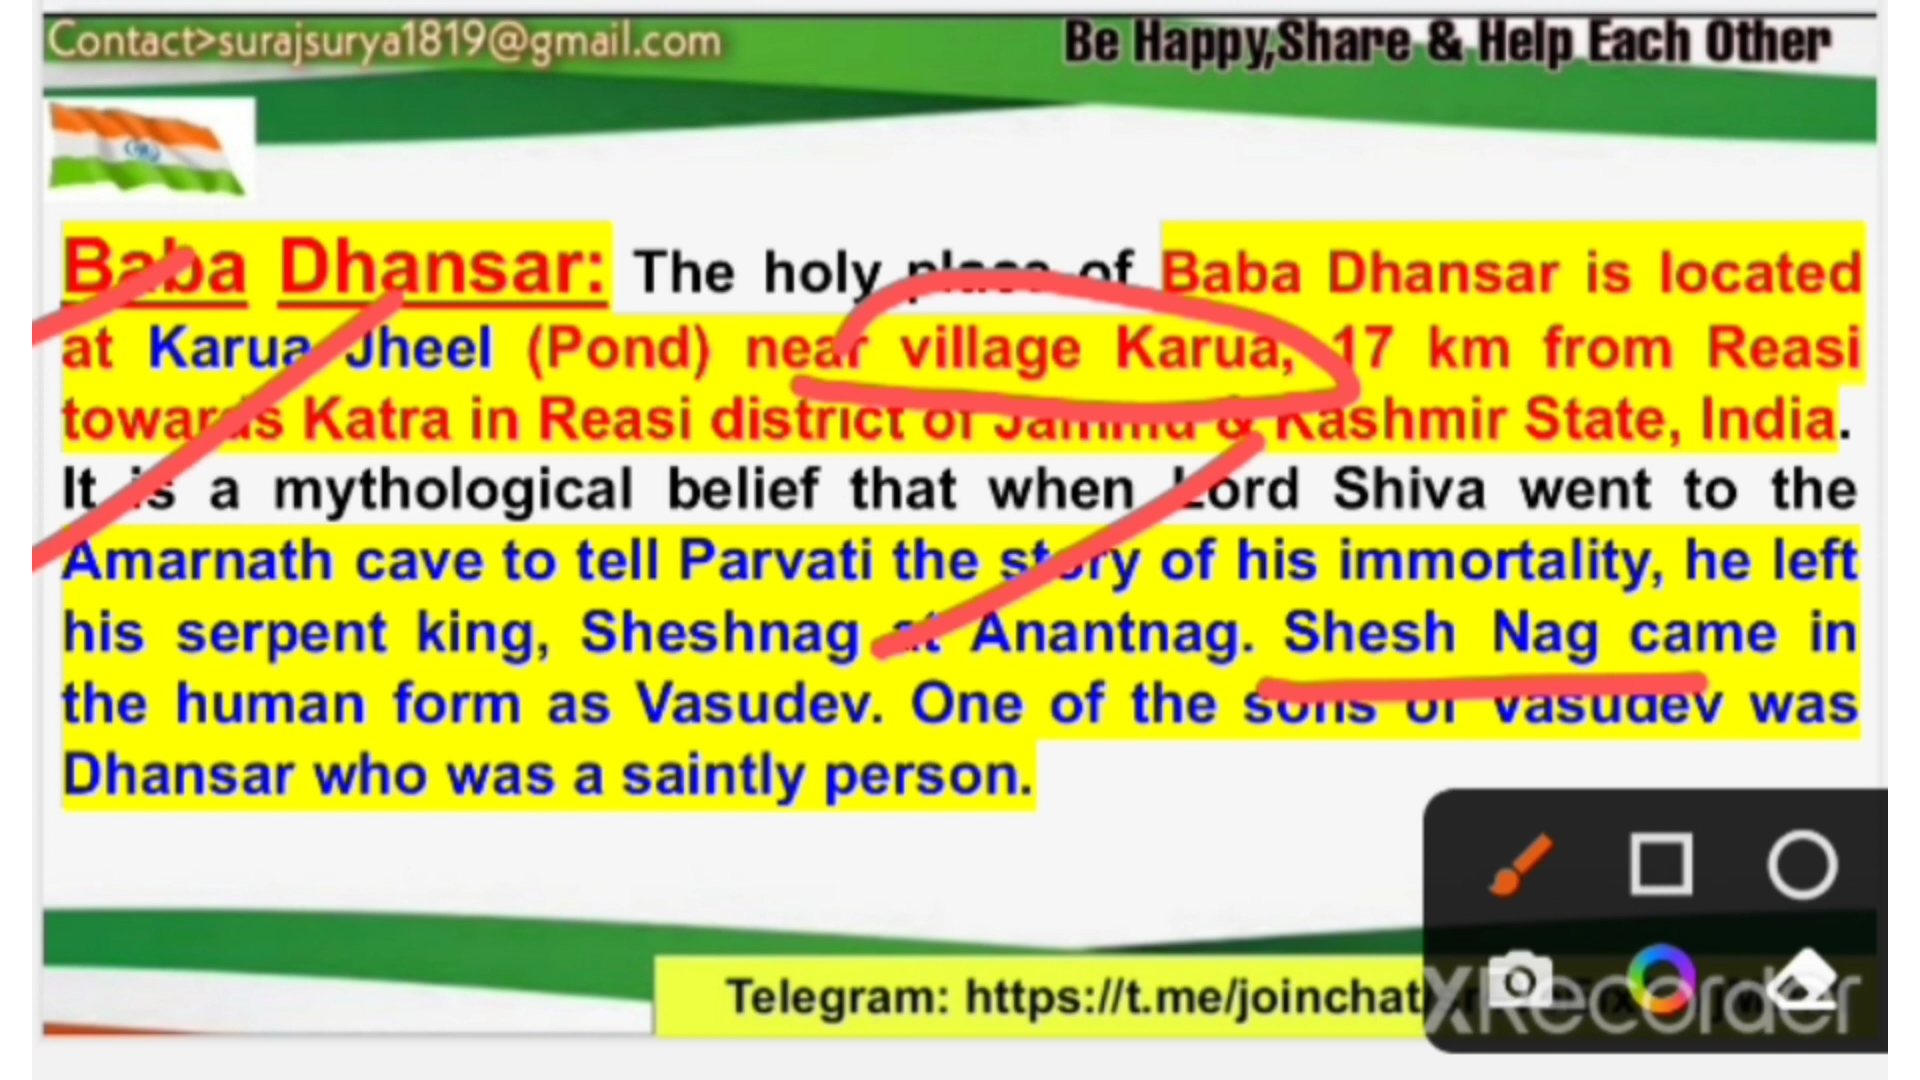 Contact>surajsurya1819@gmail.com
Be Happy,Share & Help Each Other
Baba Dhansar: The holy place of Baba Dhansar is located
at Karua Jheel (Pond) near village Karua, 17 km from Reasi
towards Katra in Reasi district of Jammu & Kashmir State, India.
It is a mythological belief that when Lord Shiva went to the
Amarnath cave to tell Parvati the story of his immortality, he left
his serpent king, Sheshnag at Anantnag. Shesh Nag came in
the human form as Vasudev. One of the sons of Vasudev was
Dhansar who was a saintly person.
Telegram: https://t.me/joinchat
XRecorder